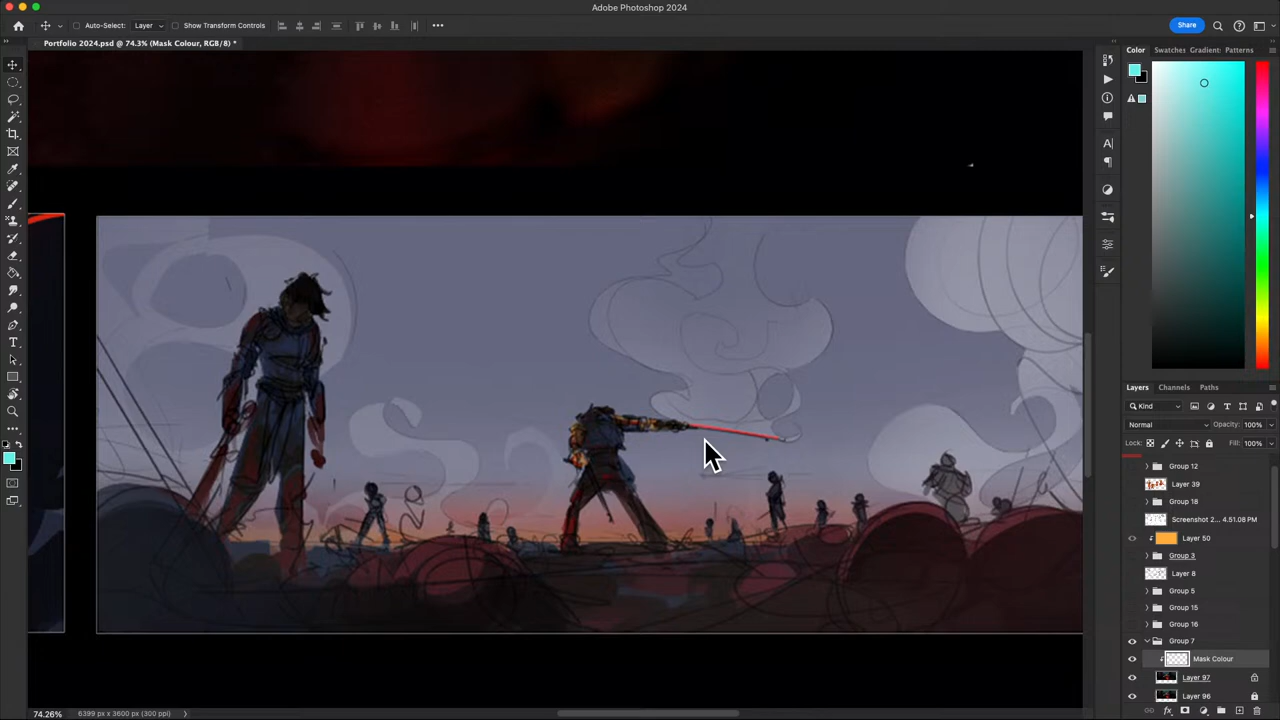 Adobe Photoshop 2024
Auto-Select: Layer Show Transform Controls
Share
Portfolio 2024.psd @ 74.3% (Mask Colour, RGB/8) *
Color Swatches Gradient: Patterns
Layers Channels Paths
Kind
Normal Opacity: 100%
Lock: Fill: 100%
Group 12
Layer 39
Group 18
Screenshot 2... 4.51.08 PM
Layer 50
Group 3
Layer 8
Group 5
Group 15
Group 16
Group 7
Mask Colour
Layer 97
Layer 96
74.26% 6399 px x 3600 px (300 ppi)